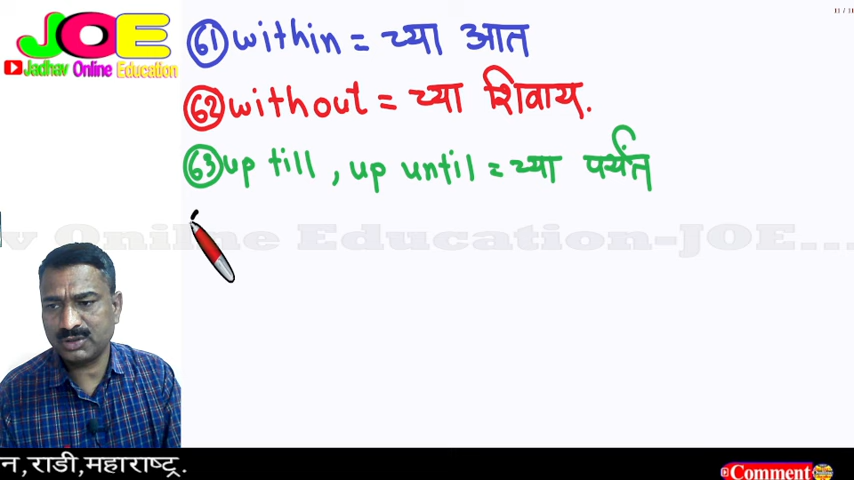 JOE
Jadhav Online Education
61 within = च्या आत
62 without = च्या शिवाय.
63 up till, up until = च्या पर्यंत
v Online Education-JOE...
न,राडी,महाराष्ट्र.
Comment